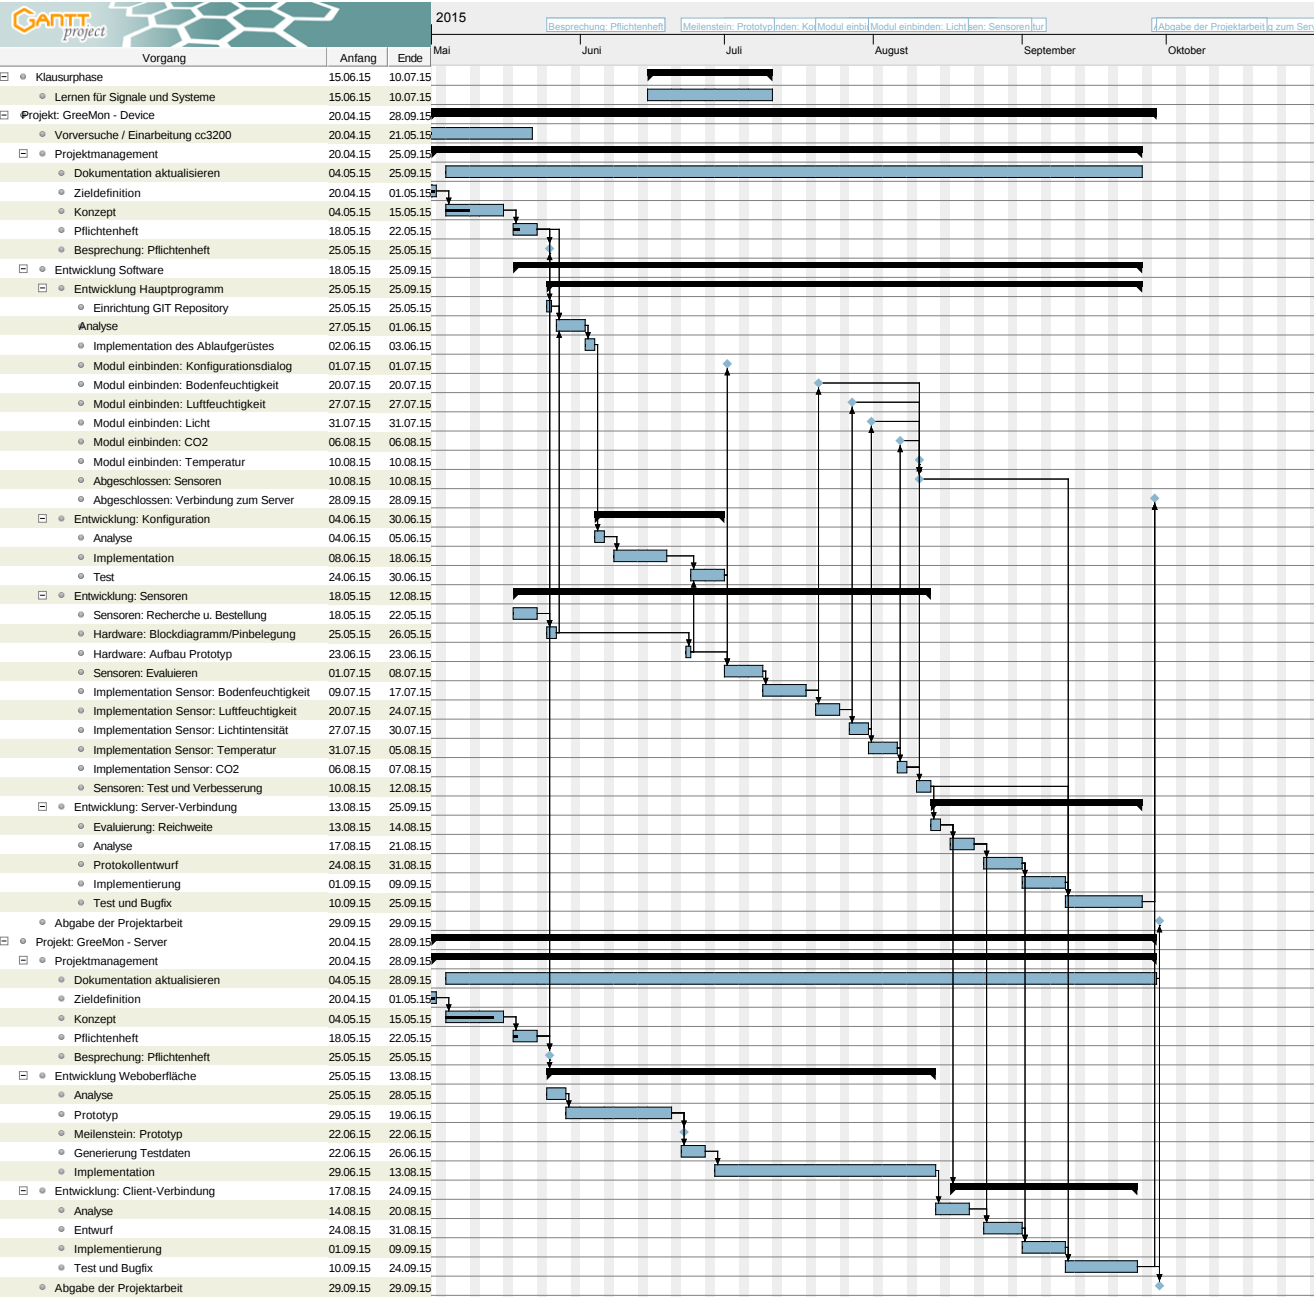 GANTT
project
2015
Besprechung: Pflichtenheft
Meilenstein: Prototyp
Modul einbinden: Licht
Abgabe der Projektarbeit
Mai Juni Juli August September Oktober
Vorgang Anfang Ende
Klausurphase 15.06.15 10.07.15
Lernen für Signale und Systeme 15.06.15 10.07.15
Projekt: GreeMon - Device 20.04.15 28.09.15
Vorversuche / Einarbeitung cc3200 20.04.15 21.05.15
Projektmanagement 20.04.15 25.09.15
Dokumentation aktualisieren 04.05.15 25.09.15
Zieldefinition 20.04.15 01.05.15
Konzept 04.05.15 15.05.15
Pflichtenheft 18.05.15 22.05.15
Besprechung: Pflichtenheft 25.05.15 25.05.15
Entwicklung Software 18.05.15 25.09.15
Entwicklung Hauptprogramm 25.05.15 25.09.15
Einrichtung GIT Repository 25.05.15 25.05.15
Analyse 27.05.15 01.06.15
Implementation des Ablaufgerüstes 02.06.15 03.06.15
Modul einbinden: Konfigurationsdialog 01.07.15 01.07.15
Modul einbinden: Bodenfeuchtigkeit 20.07.15 20.07.15
Modul einbinden: Luftfeuchtigkeit 27.07.15 27.07.15
Modul einbinden: Licht 31.07.15 31.07.15
Modul einbinden: CO2 06.08.15 06.08.15
Modul einbinden: Temperatur 10.08.15 10.08.15
Abgeschlossen: Sensoren 10.08.15 10.08.15
Abgeschlossen: Verbindung zum Server 28.09.15 28.09.15
Entwicklung: Konfiguration 04.06.15 30.06.15
Analyse 04.06.15 05.06.15
Implementation 08.06.15 18.06.15
Test 24.06.15 30.06.15
Entwicklung: Sensoren 18.05.15 12.08.15
Sensoren: Recherche u. Bestellung 18.05.15 22.05.15
Hardware: Blockdiagramm/Pinbelegung 25.05.15 26.05.15
Hardware: Aufbau Prototyp 23.06.15 23.06.15
Sensoren: Evaluieren 01.07.15 08.07.15
Implementation Sensor: Bodenfeuchtigkeit 09.07.15 17.07.15
Implementation Sensor: Luftfeuchtigkeit 20.07.15 24.07.15
Implementation Sensor: Lichtintensität 27.07.15 30.07.15
Implementation Sensor: Temperatur 31.07.15 05.08.15
Implementation Sensor: CO2 06.08.15 07.08.15
Sensoren: Test und Verbesserung 10.08.15 12.08.15
Entwicklung: Server-Verbindung 13.08.15 25.09.15
Evaluierung: Reichweite 13.08.15 14.08.15
Analyse 17.08.15 21.08.15
Protokollentwurf 24.08.15 31.08.15
Implementierung 01.09.15 09.09.15
Test und Bugfix 10.09.15 25.09.15
Abgabe der Projektarbeit 29.09.15 29.09.15
Projekt: GreeMon - Server 20.04.15 28.09.15
Projektmanagement 20.04.15 28.09.15
Dokumentation aktualisieren 04.05.15 28.09.15
Zieldefinition 20.04.15 01.05.15
Konzept 04.05.15 15.05.15
Pflichtenheft 18.05.15 22.05.15
Besprechung: Pflichtenheft 25.05.15 25.05.15
Entwicklung Weboberfläche 25.05.15 13.08.15
Analyse 25.05.15 28.05.15
Prototyp 29.05.15 19.06.15
Meilenstein: Prototyp 22.06.15 22.06.15
Generierung Testdaten 22.06.15 26.06.15
Implementation 29.06.15 13.08.15
Entwicklung: Client-Verbindung 17.08.15 24.09.15
Analyse 14.08.15 20.08.15
Entwurf 24.08.15 31.08.15
Implementierung 01.09.15 09.09.15
Test und Bugfix 10.09.15 24.09.15
Abgabe der Projektarbeit 29.09.15 29.09.15